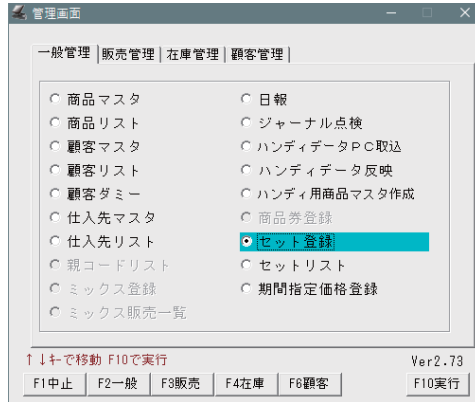 管理画面
一般管理 販売管理 在庫管理 顧客管理
商品マスタ
商品リスト
顧客マスタ
顧客リスト
顧客ダミー
仕入先マスタ
仕入先リスト
親コードリスト
ミックス登録
ミックス販売一覧
日報
ジャーナル点検
ハンディデータPC取込
ハンディデータ反映
ハンディ用商品マスタ作成
商品券登録
セット登録
セットリスト
期間指定価格登録
↑↓キーで移動 F10で実行
Ver2.73
F1中止 F2一般 F3販売 F4在庫 F6顧客 F10実行